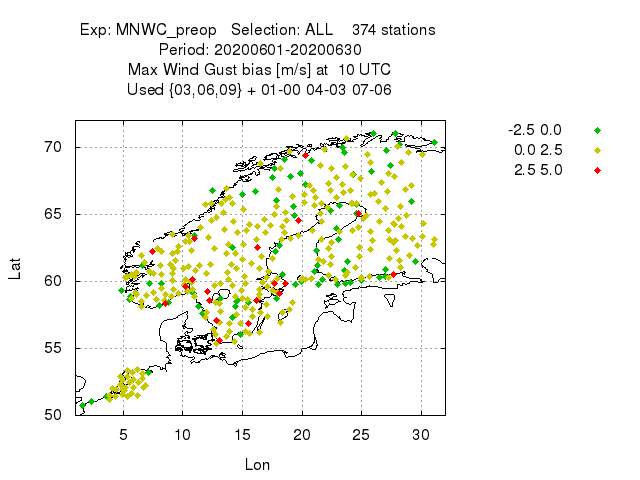 Exp: MNWC_preop Selection: ALL 374 stations
Period: 20200601-20200630
Max Wind Gust bias [m/s] at 10 UTC
Used {03,06,09} + 01-00 04-03 07-06
-2.5 0.0
0.0 2.5
2.5 5.0
70
65
60
55
50
Lat
5 10 15 20 25 30
Lon